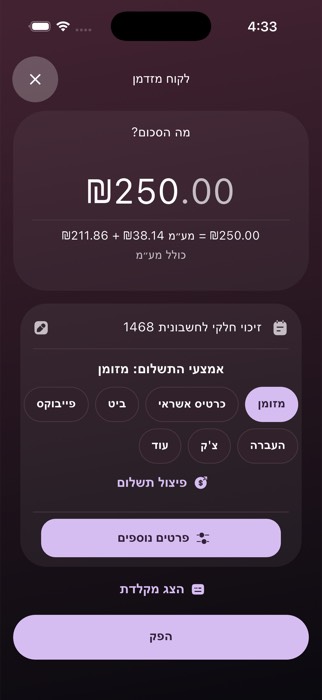 4:33
לקוח מזדמן
מה הסכום?
₪250.00
₪250.00 = מע״מ ₪38.14 + ₪211.86
כולל מע״מ
זיכוי חלקי לחשבונית 1468
אמצעי התשלום: מזומן
מזומן
כרטיס אשראי
ביט
פייבוקס
העברה
צ'ק
עוד
פיצול תשלום
פרטים נוספים
הצג מקלדת
הפק